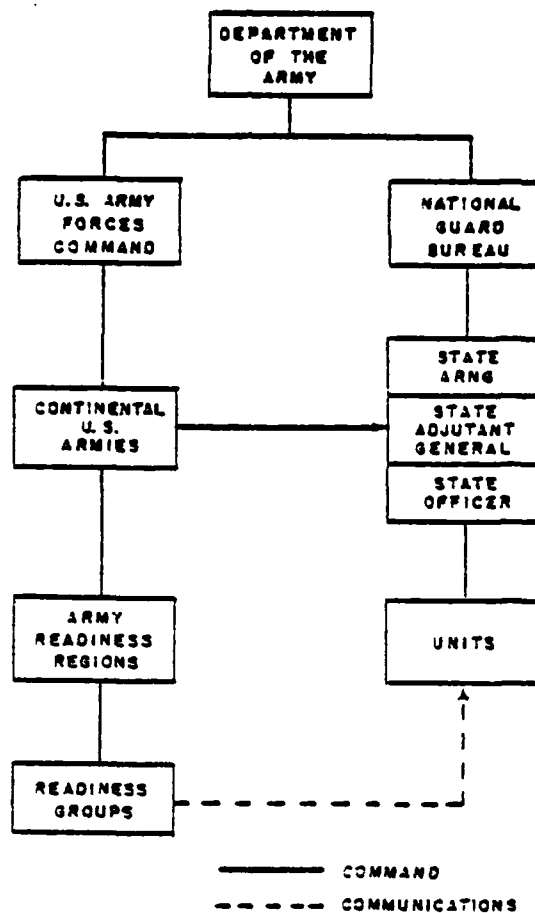 DEPARTMENT
OF THE
ARMY
U.S. ARMY
FORCES
COMMAND
NATIONAL
GUARD
BUREAU
STATE
ARNG
CONTINENTAL
U.S.
ARMIES
STATE
ADJUTANT
GENERAL
STATE
OFFICER
ARMY
READINESS
REGIONS
UNITS
READINESS
GROUPS
COMMAND
COMMUNICATIONS